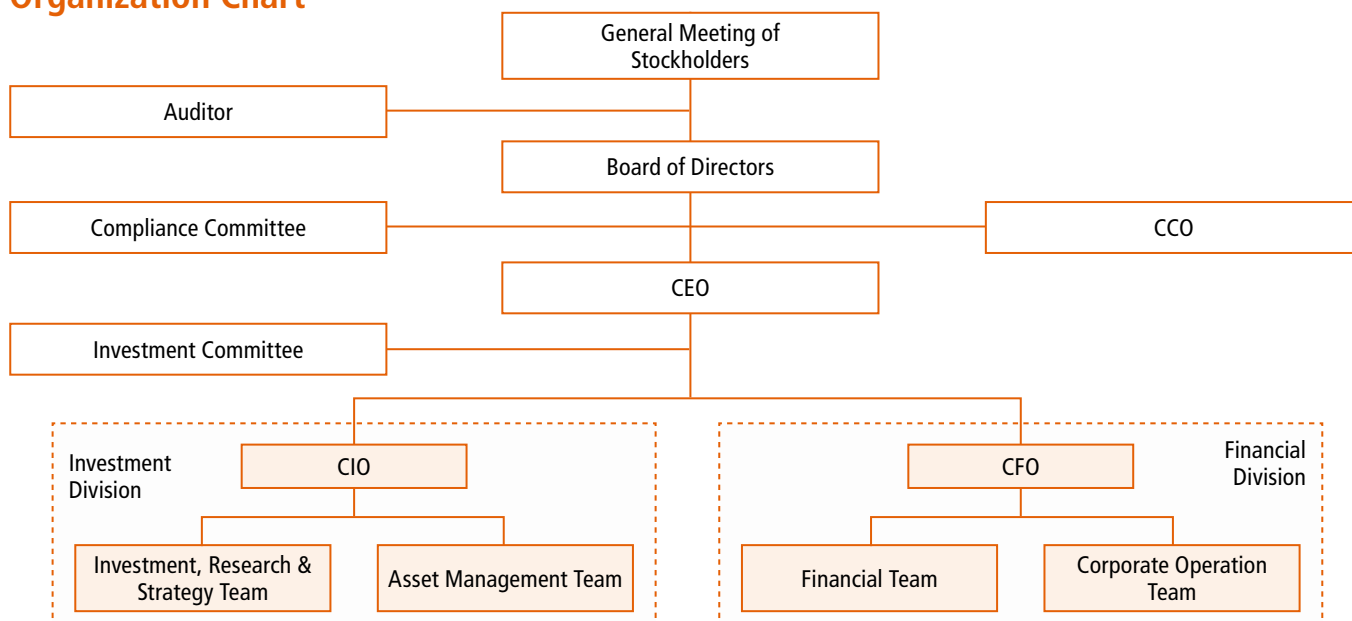 Organization Chart
General Meeting of
Stockholders
Auditor
Board of Directors
Compliance Committee
CCO
CEO
Investment Committee
Investment
Division
CIO
CFO
Financial
Division
Investment, Research &
Strategy Team
Asset Management Team
Financial Team
Corporate Operation
Team